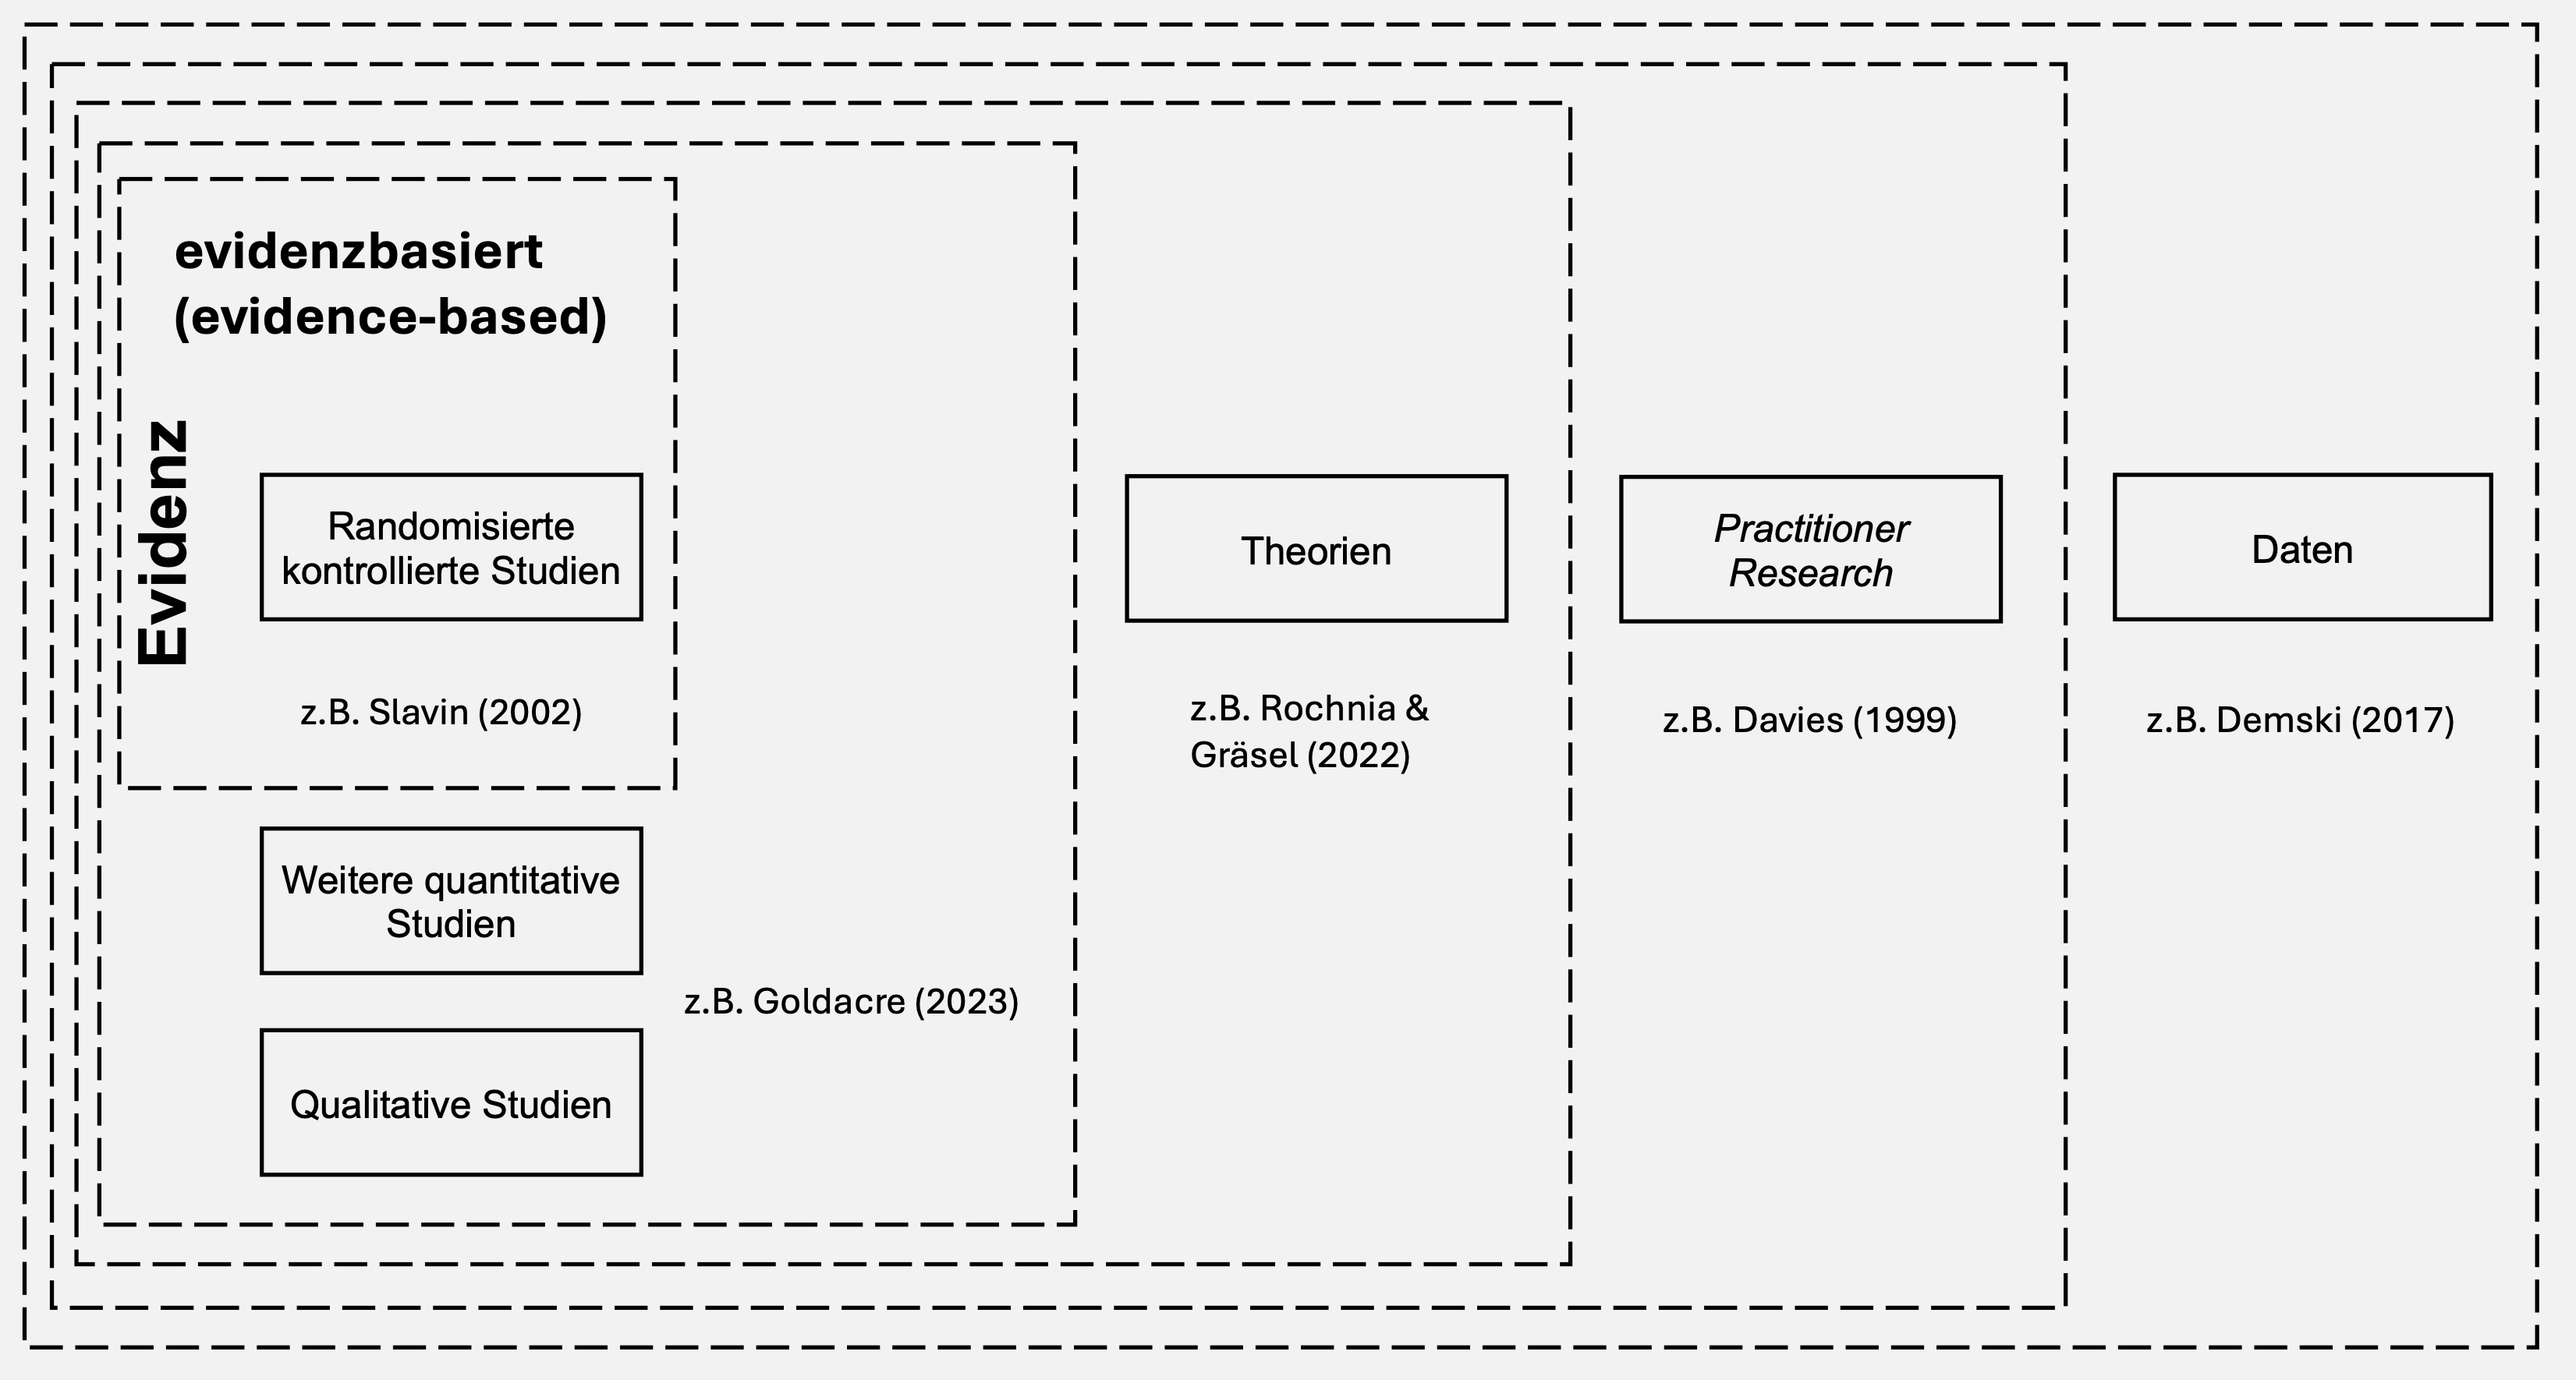 evidenzbasiert
(evidence-based)
Evidenz
Randomisierte
kontrollierte Studien
z.B. Slavin (2002)
Weitere quantitative
Studien
Qualitative Studien
z.B. Goldacre (2023)
Theorien
z.B. Rochnia &
Gräsel (2022)
Practitioner
Research
z.B. Davies (1999)
Daten
z.B. Demski (2017)